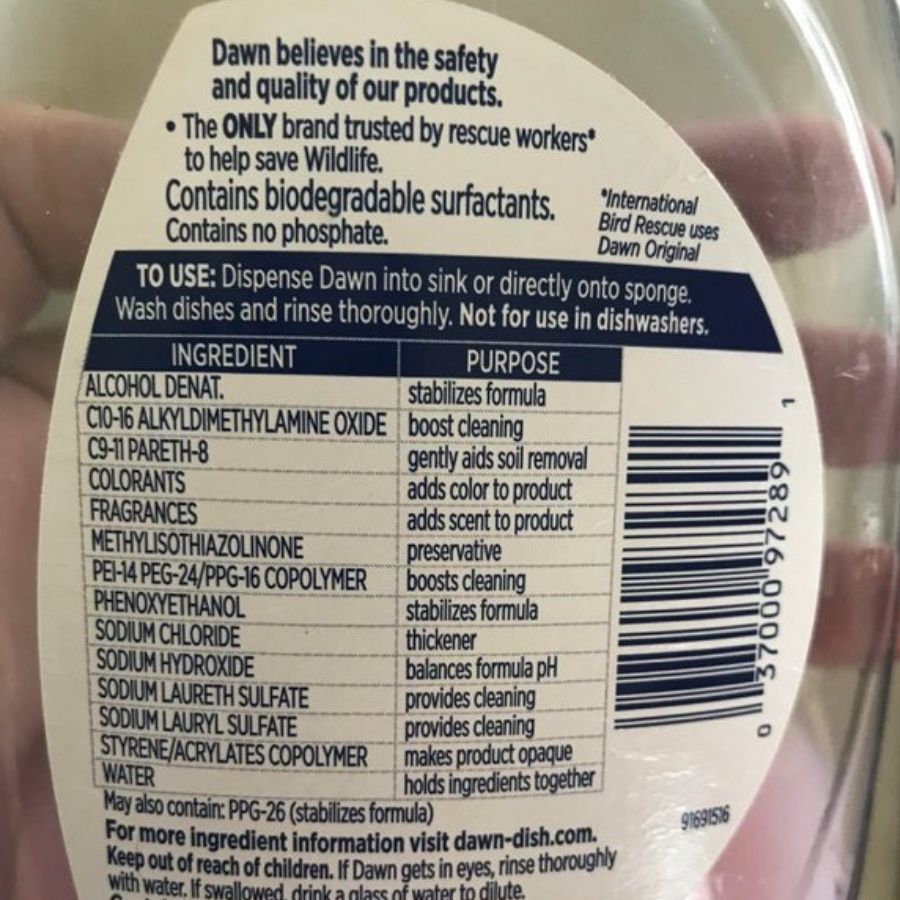 Dawn believes in the safety
and quality of our products.
• The ONLY brand trusted by rescue workers*
to help save Wildlife.
Contains biodegradable surfactants.
Contains no phosphate.
*International
Bird Rescue uses
Dawn Original
TO USE: Dispense Dawn into sink or directly onto sponge.
Wash dishes and rinse thoroughly. Not for use in dishwashers.
INGREDIENT PURPOSE
ALCOHOL DENAT. stabilizes formula
C10-16 ALKYLDIMETHYLAMINE OXIDE boost cleaning
C9-11 PARETH-8 gently aids soil removal
COLORANTS adds color to product
FRAGRANCES adds scent to product
METHYLISOTHIAZOLINONE preservative
PEI-14 PEG-24/PPG-16 COPOLYMER boosts cleaning
PHENOXYETHANOL stabilizes formula
SODIUM CHLORIDE thickener
SODIUM HYDROXIDE balances formula pH
SODIUM LAURETH SULFATE provides cleaning
SODIUM LAURYL SULFATE provides cleaning
STYRENE/ACRYLATES COPOLYMER makes product opaque
WATER holds ingredients together
0 37000 97289 1
May also contain: PPG-26 (stabilizes formula)
91691516
For more ingredient information visit dawn-dish.com.
Keep out of reach of children. If Dawn gets in eyes, rinse thoroughly
with water. If swallowed, drink a glass of water to dilute.